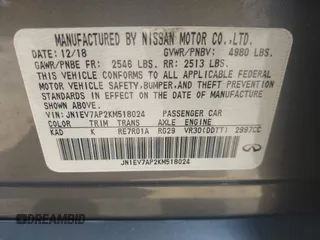 MANUFACTURED BY NISSAN MOTOR CO.,LTD.
DATE: 12/18 GVWR/PNBV: 4980 LBS.
GAWR/PNBE FR: 2546 LBS. RR: 2513 LBS.
THIS VEHICLE CONFORMS TO ALL APPLICABLE FEDERAL
MOTOR VEHICLE SAFETY, BUMPER, AND THEFT PREVENTION
STANDARDS IN EFFECT ON THE DATE OF MANUFACTURE
SHOWN ABOVE.
VIN: JN1EV7AP2KM518024 PASSENGER CAR
COLOR TRIM TRANS AXLE ENGINE
KAD K RE7R01A R029 VR30(DDTT) 2997CC
JN1EV7AP2KM518024
EPICVIN